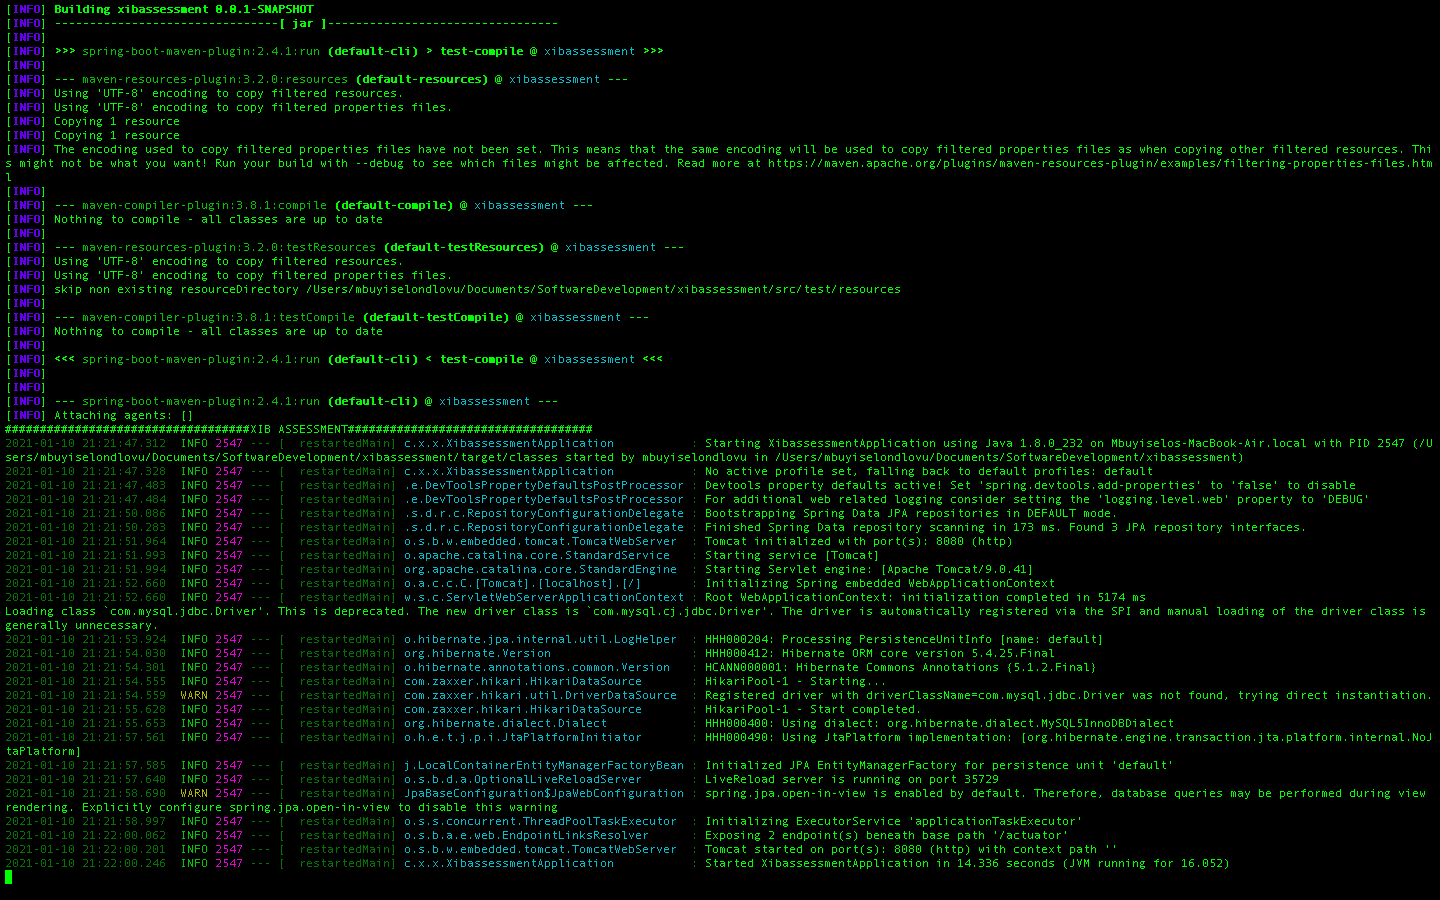 [INFO] Building xibassessment 0.0.1-SNAPSHOT
[INFO] --------------------------------[ jar ]---------------------------------
[INFO]
[INFO] >>> spring-boot-maven-plugin:2.4.1:run (default-cli) > test-compile @ xibassessment >>>
[INFO]
[INFO] --- maven-resources-plugin:3.2.0:resources (default-resources) @ xibassessment ---
[INFO] Using 'UTF-8' encoding to copy filtered resources.
[INFO] Using 'UTF-8' encoding to copy filtered properties files.
[INFO] Copying 1 resource
[INFO] Copying 1 resource
[INFO] The encoding used to copy filtered properties files have not been set. This means that the same encoding will be used to copy filtered properties files as when copying other filtered resources. Thi
s might not be what you want! Run your build with --debug to see which files might be affected. Read more at https://maven.apache.org/plugins/maven-resources-plugin/examples/filtering-properties-files.htm
l
[INFO]
[INFO] --- maven-compiler-plugin:3.8.1:compile (default-compile) @ xibassessment ---
[INFO] Nothing to compile - all classes are up to date
[INFO]
[INFO] --- maven-resources-plugin:3.2.0:testResources (default-testResources) @ xibassessment ---
[INFO] Using 'UTF-8' encoding to copy filtered resources.
[INFO] Using 'UTF-8' encoding to copy filtered properties files.
[INFO] skip non existing resourceDirectory /Users/mbuyiselondlovu/Documents/SoftwareDevelopment/xibassessment/src/test/resources
[INFO]
[INFO] --- maven-compiler-plugin:3.8.1:testCompile (default-testCompile) @ xibassessment ---
[INFO] Nothing to compile - all classes are up to date
[INFO]
[INFO] <<< spring-boot-maven-plugin:2.4.1:run (default-cli) < test-compile @ xibassessment <<<
[INFO]
[INFO]
[INFO] --- spring-boot-maven-plugin:2.4.1:run (default-cli) @ xibassessment ---
[INFO] Attaching agents: []
###################################XIB ASSESSMENT###################################
2021-01-10 21:21:47.312  INFO 2547 --- [  restartedMain] c.x.x.XibassessmentApplication           : Starting XibassessmentApplication using Java 1.8.0_232 on Mbuyiselos-MacBook-Air.local with PID 2547 (/U
sers/mbuyiselondlovu/Documents/SoftwareDevelopment/xibassessment/target/classes started by mbuyiselondlovu in /Users/mbuyiselondlovu/Documents/SoftwareDevelopment/xibassessment)
2021-01-10 21:21:47.328  INFO 2547 --- [  restartedMain] c.x.x.XibassessmentApplication           : No active profile set, falling back to default profiles: default
2021-01-10 21:21:47.483  INFO 2547 --- [  restartedMain] .e.DevToolsPropertyDefaultsPostProcessor : Devtools property defaults active! Set 'spring.devtools.add-properties' to 'false' to disable
2021-01-10 21:21:47.484  INFO 2547 --- [  restartedMain] .e.DevToolsPropertyDefaultsPostProcessor : For additional web related logging consider setting the 'logging.level.web' property to 'DEBUG'
2021-01-10 21:21:50.086  INFO 2547 --- [  restartedMain] .s.d.r.c.RepositoryConfigurationDelegate : Bootstrapping Spring Data JPA repositories in DEFAULT mode.
2021-01-10 21:21:50.283  INFO 2547 --- [  restartedMain] .s.d.r.c.RepositoryConfigurationDelegate : Finished Spring Data repository scanning in 173 ms. Found 3 JPA repository interfaces.
2021-01-10 21:21:51.964  INFO 2547 --- [  restartedMain] o.s.b.w.embedded.tomcat.TomcatWebServer  : Tomcat initialized with port(s): 8080 (http)
2021-01-10 21:21:51.993  INFO 2547 --- [  restartedMain] o.apache.catalina.core.StandardService   : Starting service [Tomcat]
2021-01-10 21:21:51.994  INFO 2547 --- [  restartedMain] org.apache.catalina.core.StandardEngine  : Starting Servlet engine: [Apache Tomcat/9.0.41]
2021-01-10 21:21:52.660  INFO 2547 --- [  restartedMain] o.a.c.c.C.[Tomcat].[localhost].[/]       : Initializing Spring embedded WebApplicationContext
2021-01-10 21:21:52.660  INFO 2547 --- [  restartedMain] w.s.c.ServletWebServerApplicationContext : Root WebApplicationContext: initialization completed in 5174 ms
Loading class `com.mysql.jdbc.Driver'. This is deprecated. The new driver class is `com.mysql.cj.jdbc.Driver'. The driver is automatically registered via the SPI and manual loading of the driver class is
generally unnecessary.
2021-01-10 21:21:53.924  INFO 2547 --- [  restartedMain] o.hibernate.jpa.internal.util.LogHelper  : HHH000204: Processing PersistenceUnitInfo [name: default]
2021-01-10 21:21:54.030  INFO 2547 --- [  restartedMain] org.hibernate.Version                    : HHH000412: Hibernate ORM core version 5.4.25.Final
2021-01-10 21:21:54.381  INFO 2547 --- [  restartedMain] o.hibernate.annotations.common.Version   : HCANN000001: Hibernate Commons Annotations {5.1.2.Final}
2021-01-10 21:21:54.555  INFO 2547 --- [  restartedMain] com.zaxxer.hikari.HikariDataSource       : HikariPool-1 - Starting...
2021-01-10 21:21:54.559  WARN 2547 --- [  restartedMain] com.zaxxer.hikari.util.DriverDataSource  : Registered driver with driverClassName=com.mysql.jdbc.Driver was not found, trying direct instantiation.
2021-01-10 21:21:55.628  INFO 2547 --- [  restartedMain] com.zaxxer.hikari.HikariDataSource       : HikariPool-1 - Start completed.
2021-01-10 21:21:55.653  INFO 2547 --- [  restartedMain] org.hibernate.dialect.Dialect            : HHH000400: Using dialect: org.hibernate.dialect.MySQL5InnoDBDialect
2021-01-10 21:21:57.561  INFO 2547 --- [  restartedMain] o.h.e.t.j.p.i.JtaPlatformInitiator       : HHH000490: Using JtaPlatform implementation: [org.hibernate.engine.transaction.jta.platform.internal.NoJ
taPlatform]
2021-01-10 21:21:57.585  INFO 2547 --- [  restartedMain] j.LocalContainerEntityManagerFactoryBean : Initialized JPA EntityManagerFactory for persistence unit 'default'
2021-01-10 21:21:57.640  INFO 2547 --- [  restartedMain] o.s.b.d.a.OptionalLiveReloadServer       : LiveReload server is running on port 35729
2021-01-10 21:21:58.690  WARN 2547 --- [  restartedMain] JpaBaseConfiguration$JpaWebConfiguration : spring.jpa.open-in-view is enabled by default. Therefore, database queries may be performed during view
rendering. Explicitly configure spring.jpa.open-in-view to disable this warning
2021-01-10 21:21:58.997  INFO 2547 --- [  restartedMain] o.s.s.concurrent.ThreadPoolTaskExecutor  : Initializing ExecutorService 'applicationTaskExecutor'
2021-01-10 21:22:00.062  INFO 2547 --- [  restartedMain] o.s.b.a.e.web.EndpointLinksResolver      : Exposing 2 endpoint(s) beneath base path '/actuator'
2021-01-10 21:22:00.201  INFO 2547 --- [  restartedMain] o.s.b.w.embedded.tomcat.TomcatWebServer  : Tomcat started on port(s): 8080 (http) with context path ''
2021-01-10 21:22:00.246  INFO 2547 --- [  restartedMain] c.x.x.XibassessmentApplication           : Started XibassessmentApplication in 14.336 seconds (JVM running for 16.052)